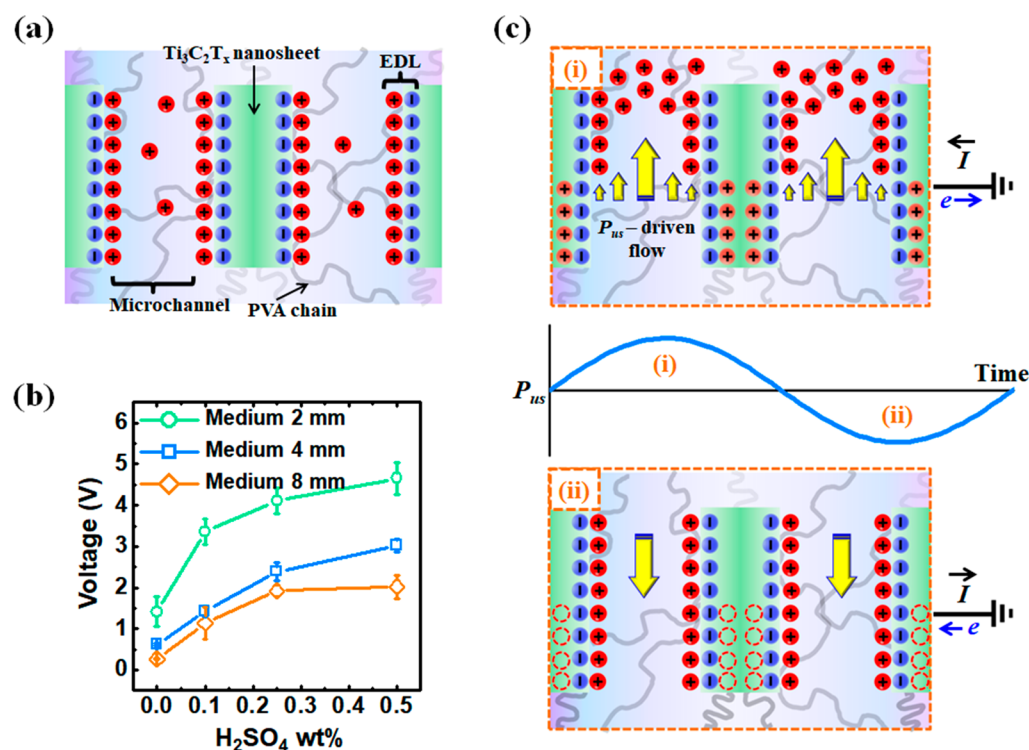 (a)
Ti₃C₂Tₓ nanosheet
EDL
Microchannel
PVA chain
(b)
Medium 2 mm
Medium 4 mm
Medium 8 mm
Voltage (V)
6
5
4
3
2
1
0
0.0 0.1 0.2 0.3 0.4 0.5
H₂SO₄ wt%
(c)
(i)
I
e
P_us – driven
flow
P_us
(i)
(ii)
Time
(ii)
I
e